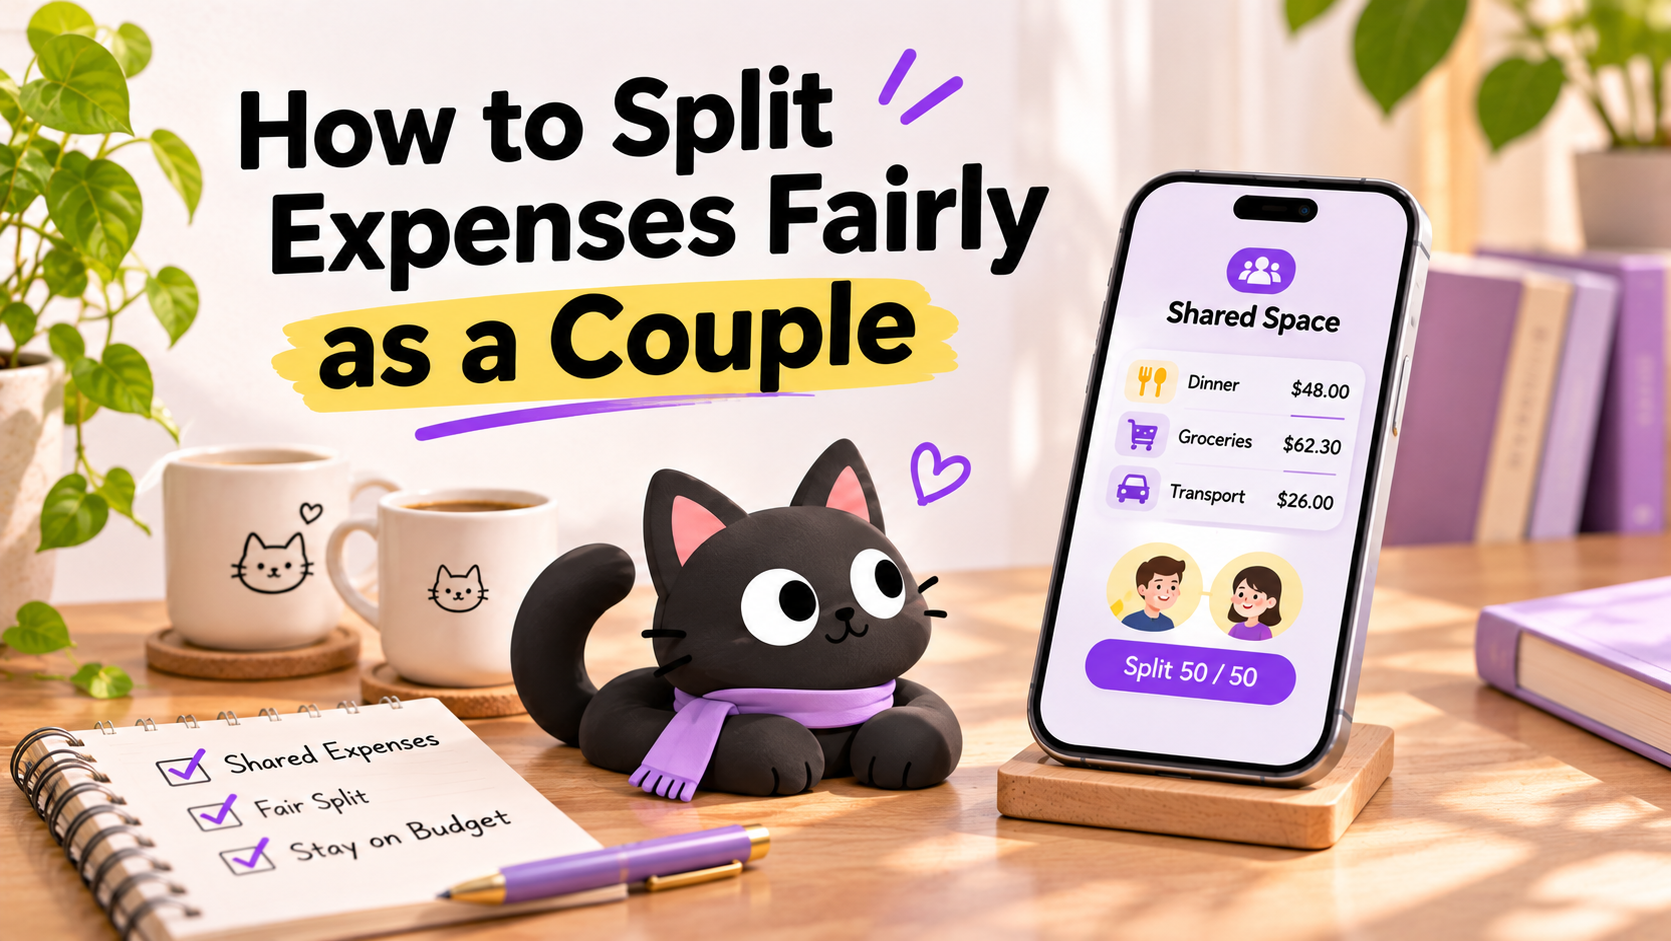 How to Split
Expenses Fairly
as a Couple
Shared Space
Dinner $48.00
Groceries $62.30
Transport $26.00
Split 50 / 50
Shared Expenses
Fair Split
Stay on Budget